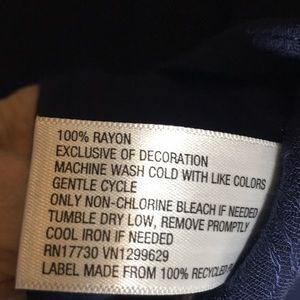 100% RAYON
EXCLUSIVE OF DECORATION
MACHINE WASH COLD WITH LIKE COLORS
GENTLE CYCLE
ONLY NON-CHLORINE BLEACH IF NEEDED
TUMBLE DRY LOW, REMOVE PROMPTLY
COOL IRON IF NEEDED
RN17730 VN1299629
LABEL MADE FROM 100% RECYCLED